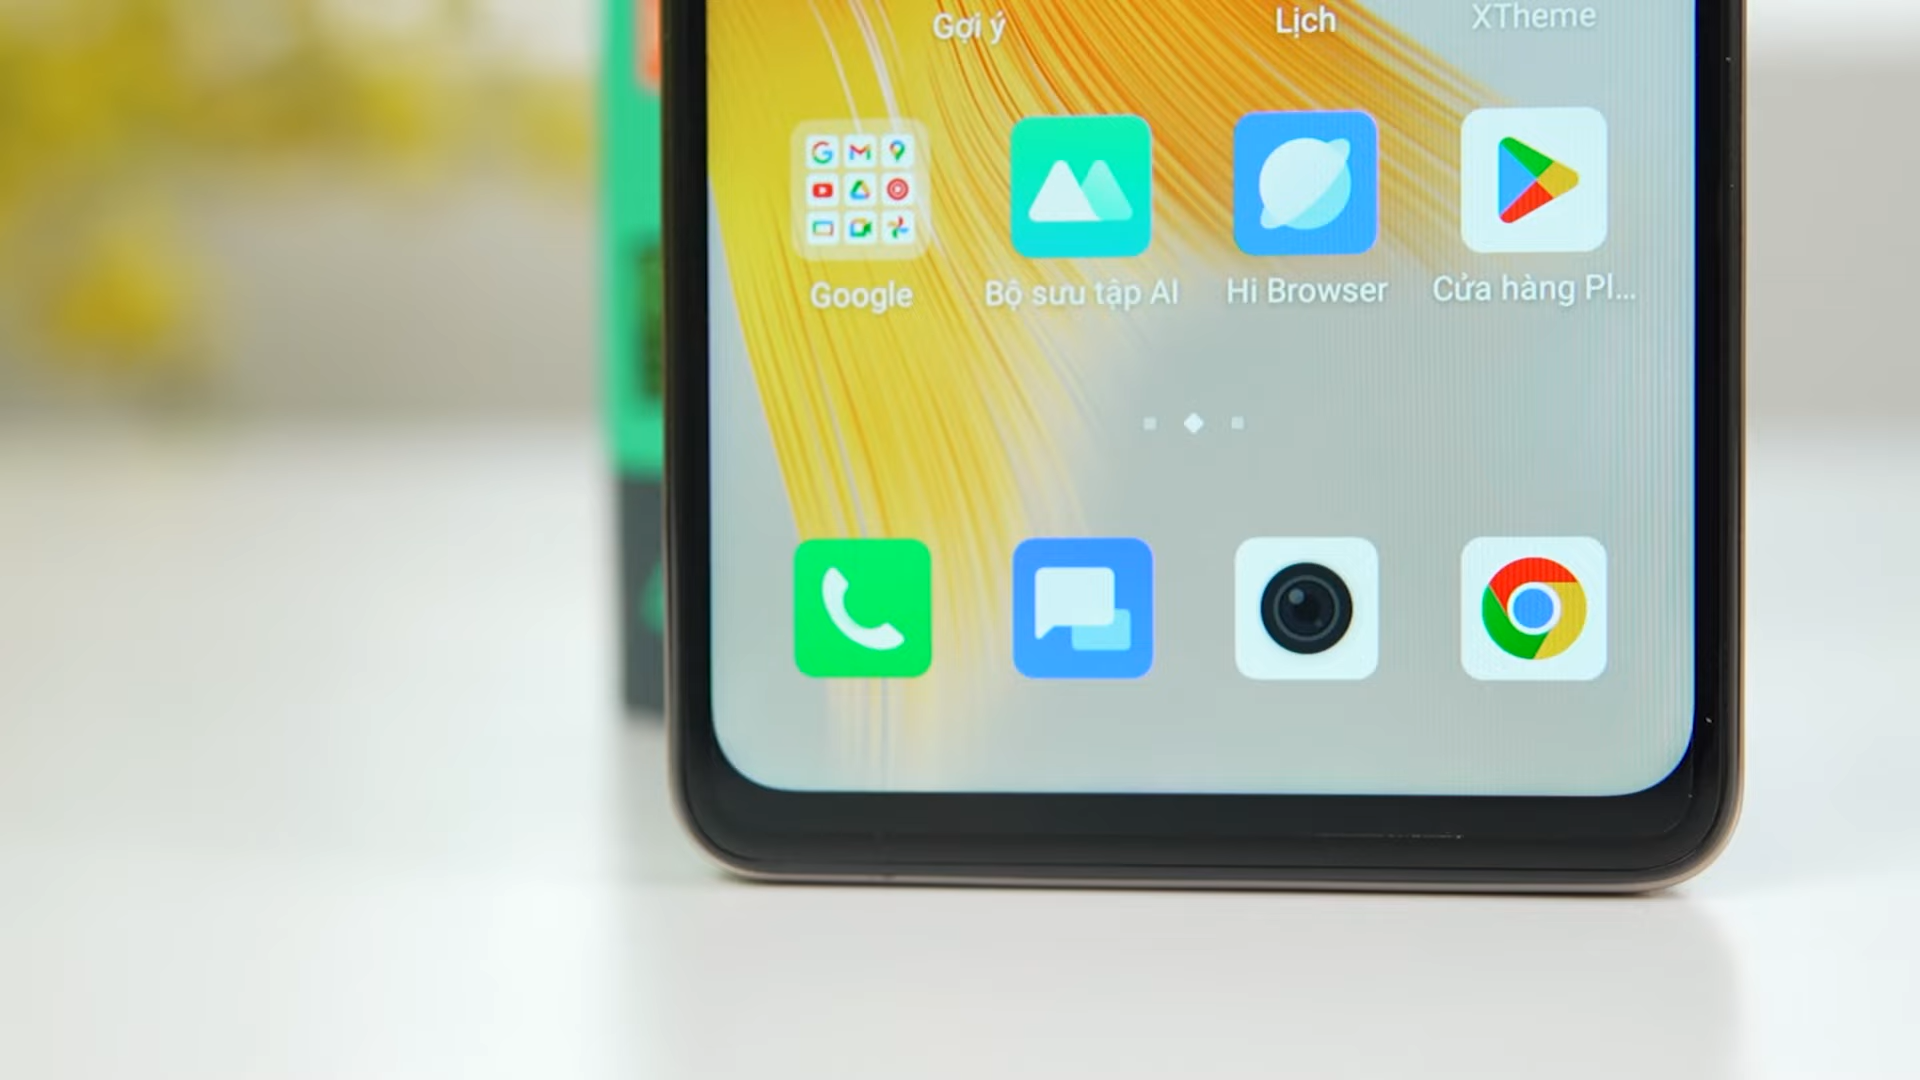 Gợi ý
Lịch
XTheme
Google
Bộ sưu tập AI
Hi Browser
Cửa hàng Pl...